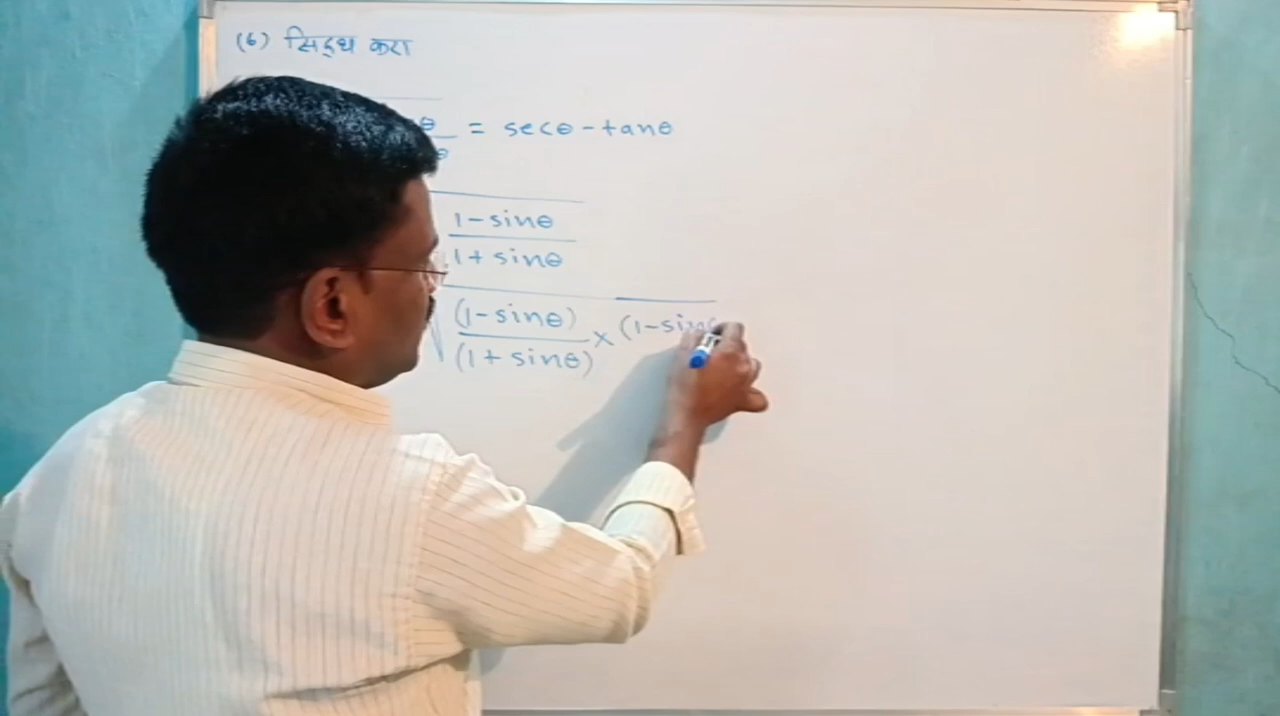 (6) सिद्ध करा
θ = secθ - tanθ
θ
1 - sinθ
1 + sinθ
(1 - sinθ) × (1 - sin
(1 + sinθ)